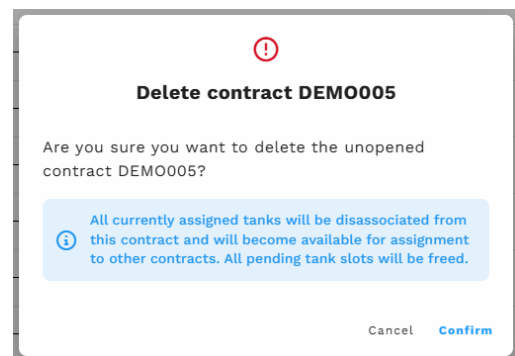 Delete contract DEMO005
Are you sure you want to delete the unopened
contract DEMO005?
All currently assigned tanks will be disassociated from
this contract and will become available for assignment
to other contracts. All pending tank slots will be freed.
Cancel Confirm